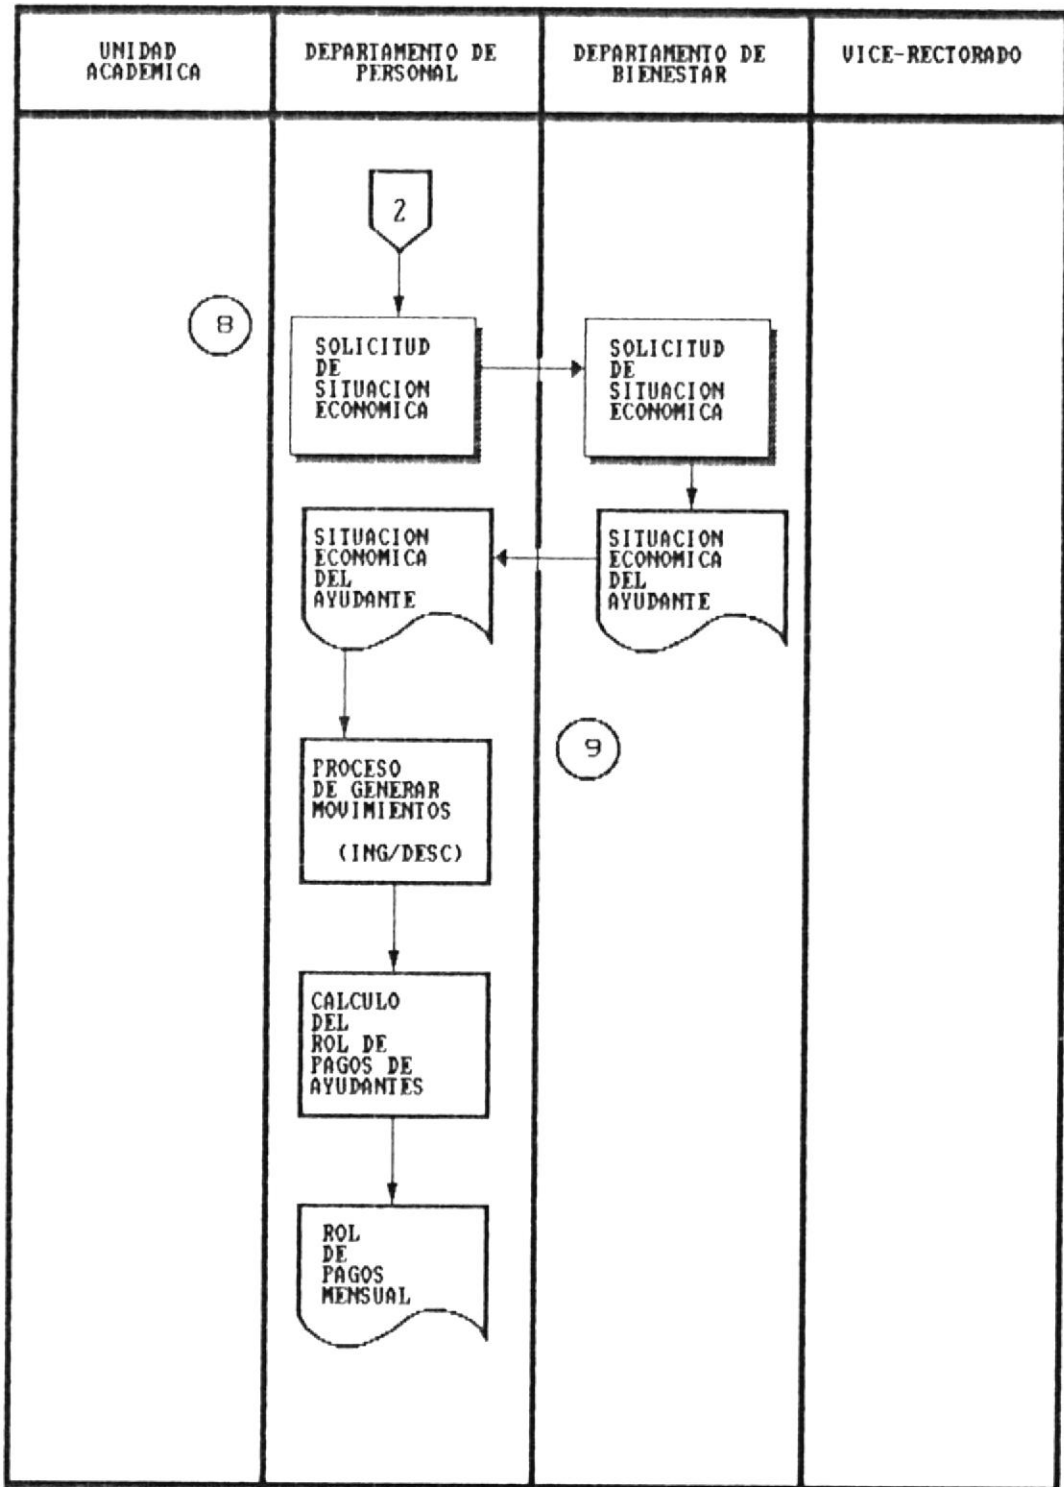 UNIDAD
ACADEMICA
DEPARTAMENTO DE
PERSONAL
DEPARTAMENTO DE
BIENESTAR
VICE-RECTORADO
2
8
SOLICITUD
DE
SITUACION
ECONOMICA
SOLICITUD
DE
SITUACION
ECONOMICA
SITUACION
ECONOMICA
DEL
AYUDANTE
SITUACION
ECONOMICA
DEL
AYUDANTE
9
PROCESO
DE GENERAR
MOVIMIENTOS
(ING/DESC)
CALCULO
DEL
ROL DE
PAGOS DE
AYUDANTES
ROL
DE
PAGOS
MENSUAL